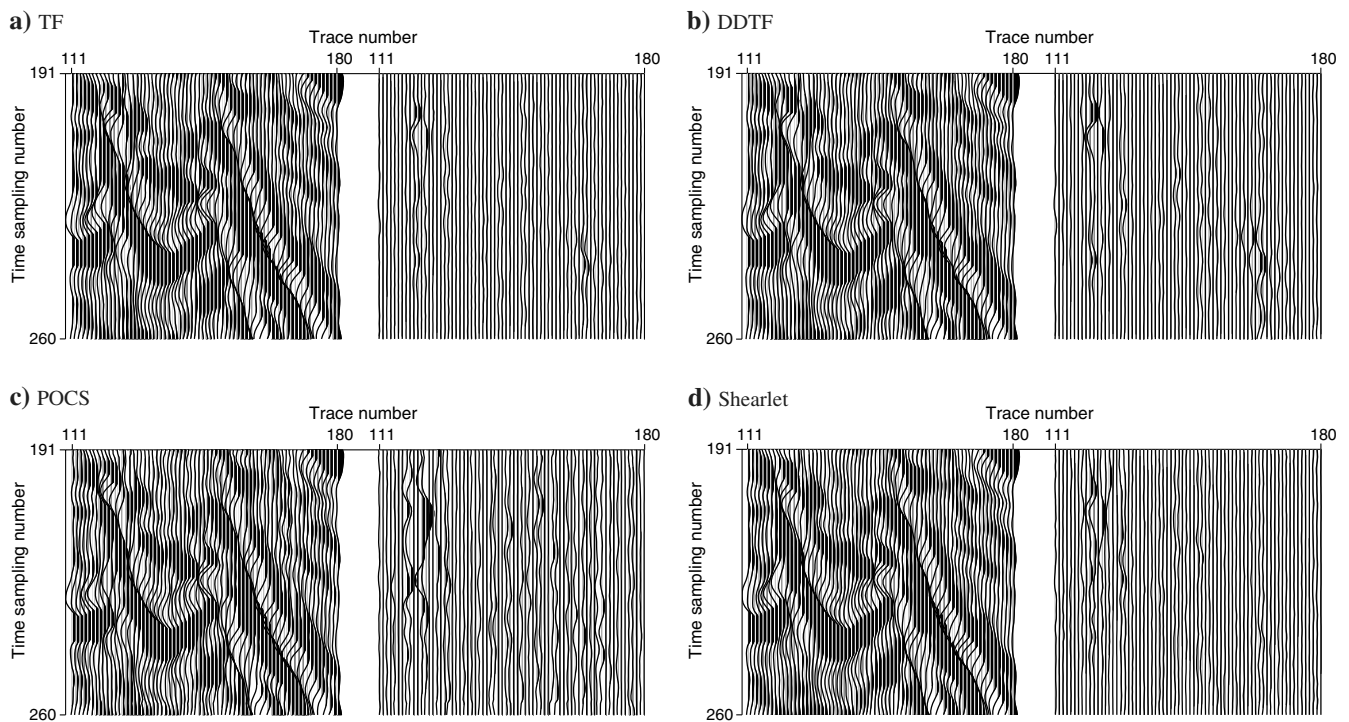 a) TF
Trace number
111 180 111 180
191
Time sampling number
260
b) DDTF
Trace number
111 180 111 180
191
Time sampling number
260
c) POCS
Trace number
111 180 111 180
191
Time sampling number
260
d) Shearlet
Trace number
111 180 111 180
191
Time sampling number
260